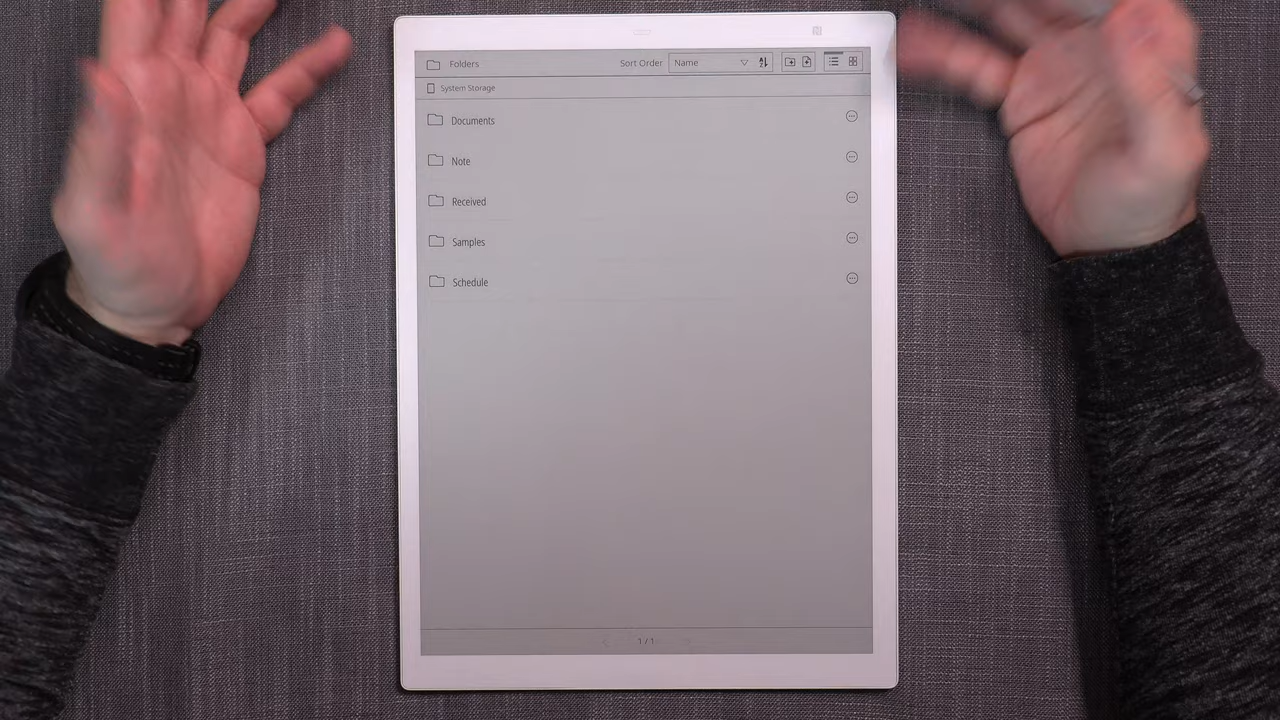 Folders Sort Order Name
System Storage
Documents
Note
Received
Samples
Schedule
1 / 1